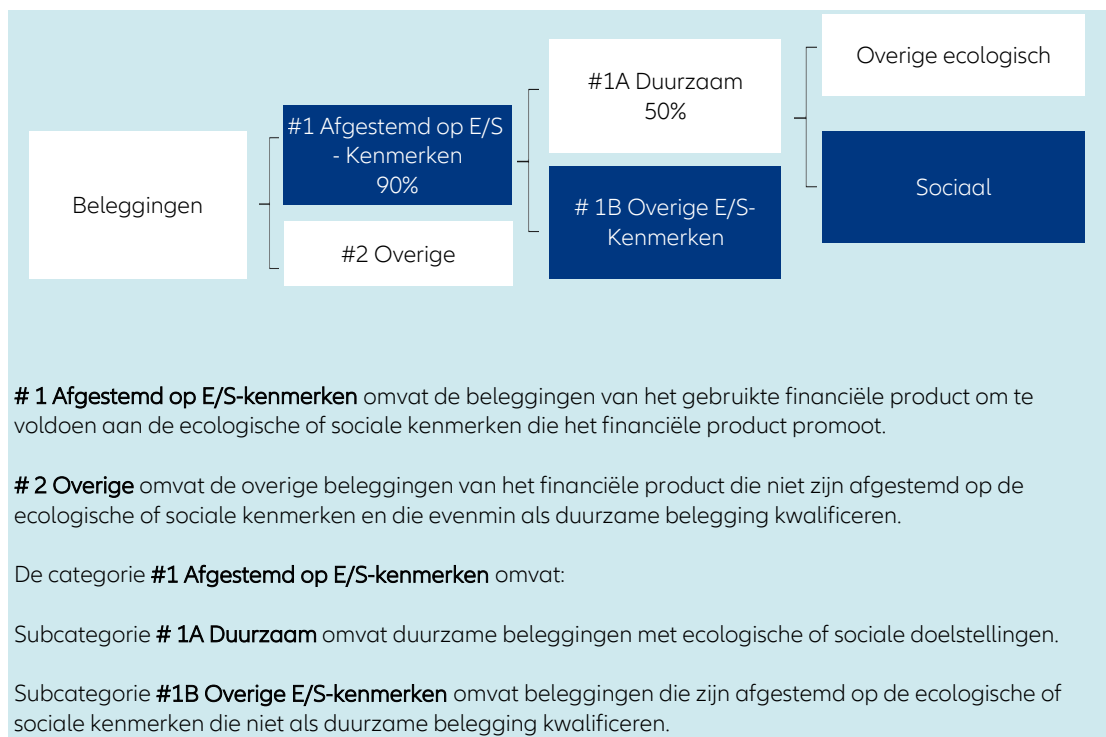 Beleggingen
#1 Afgestemd op E/S
- Kenmerken
90%
#2 Overige
#1A Duurzaam
50%
# 1B Overige E/S-
Kenmerken
Overige ecologisch
Sociaal
# 1 Afgestemd op E/S-kenmerken omvat de beleggingen van het gebruikte financiële product om te
voldoen aan de ecologische of sociale kenmerken die het financiële product promoot.
# 2 Overige omvat de overige beleggingen van het financiële product die niet zijn afgestemd op de
ecologische of sociale kenmerken en die evenmin als duurzame belegging kwalificeren.
De categorie #1 Afgestemd op E/S-kenmerken omvat:
Subcategorie # 1A Duurzaam omvat duurzame beleggingen met ecologische of sociale doelstellingen.
Subcategorie #1B Overige E/S-kenmerken omvat beleggingen die zijn afgestemd op de ecologische of
sociale kenmerken die niet als duurzame belegging kwalificeren.